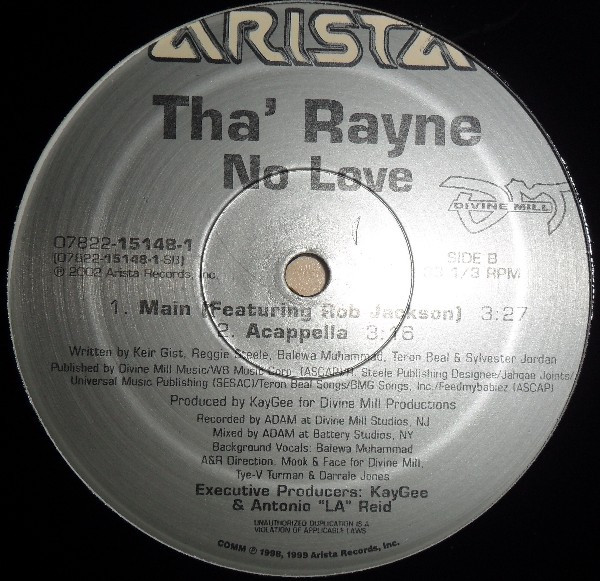 ARISTA
Tha' Rayne
No Love
DM
DIVINE MILL
07822-15148-1
(07822-15148-1-SB)
℗ 2002 Arista Records, Inc.
SIDE B
33 1/3 RPM
1. Main (Featuring Rob Jackson) 3:27
2. Acappella 3:16
Written by Keir Gist, Reggie Steele, Balewa Muhammad, Teron Beal & Sylvester Jordan
Published by Divine Mill Music/WB Music Corp. (ASCAP)/ Steele Publishing Designee/Jahqae Joints/
Universal Music Publishing (SESAC)/Teron Beal Songs/BMG Songs, Inc./Feedmybabiez (ASCAP)
Produced by KayGee for Divine Mill Productions
Recorded by ADAM at Divine Mill Studios, NJ
Mixed by ADAM at Battery Studios, NY
Background Vocals: Balewa Muhammad
A&R Direction: Mook & Face for Divine Mill,
Tye-V Turman & Darrale Jones
Executive Producers: KayGee
& Antonio "LA" Reid
UNAUTHORIZED DUPLICATION IS A
VIOLATION OF APPLICABLE LAWS
COMM ℗ 1998, 1999 Arista Records, Inc.